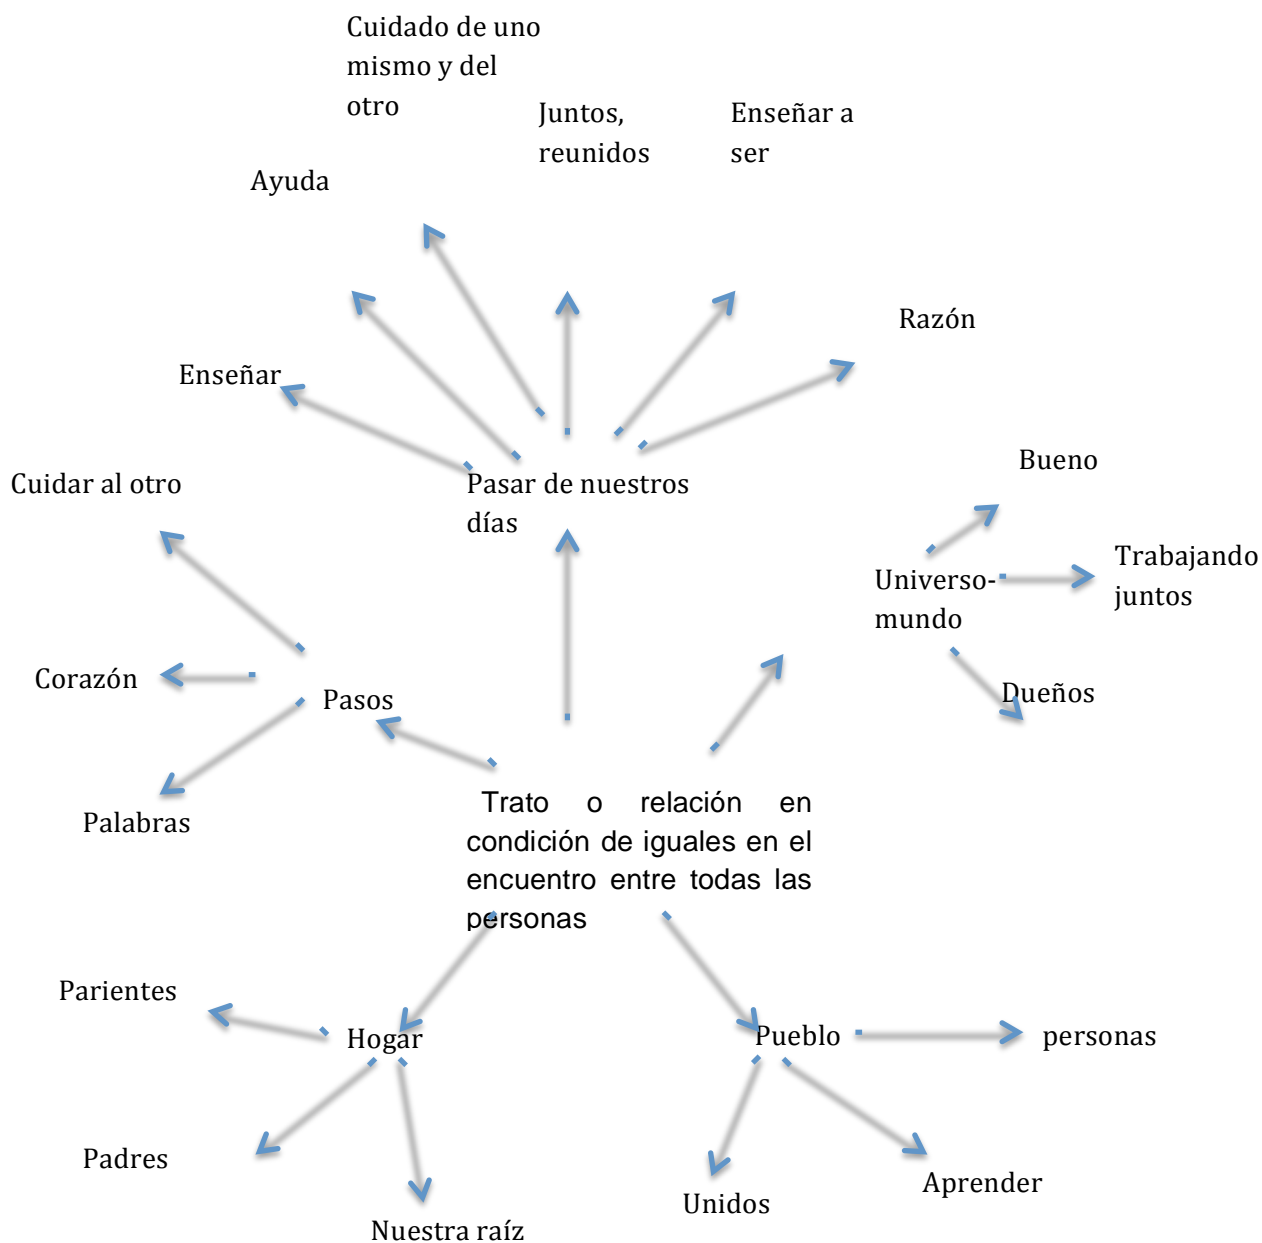 Cuidado de uno
mismo y del
otro
Juntos,
reunidos
Enseñar a
ser
Ayuda
Razón
Enseñar
Bueno
Cuidar al otro
Pasar de nuestros
días
Trabajando
juntos
Universo-
mundo
Corazón
Pasos
Dueños
Palabras
Trato o relación en
condición de iguales en el
encuentro entre todas las
personas
Parientes
Hogar
Pueblo
personas
Padres
Aprender
Unidos
Nuestra raíz